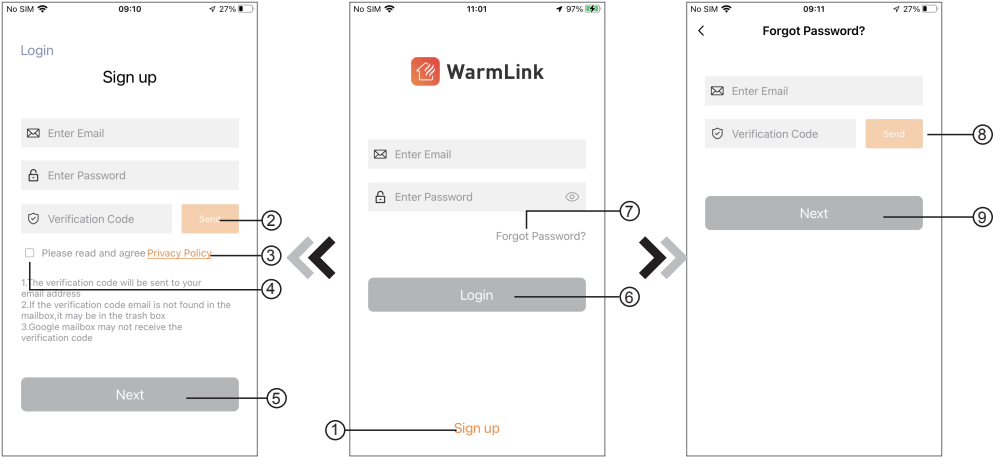 No SIM 09:10 27%
Login
Sign up
Enter Email
Enter Password
Verification Code Send
2
Please read and agree Privacy Policy
3
4
1.The verification code will be sent to your
email address
2.If the verification code email is not found in the
mailbox,it may be in the trash box
3.Google mailbox may not receive the
verification code
Next
5
No SIM 11:01 97%
WarmLink
Enter Email
Enter Password
7
Forgot Password?
Login
6
1
Sign up
No SIM 09:11 27%
Forgot Password?
Enter Email
Verification Code Send
8
Next
9